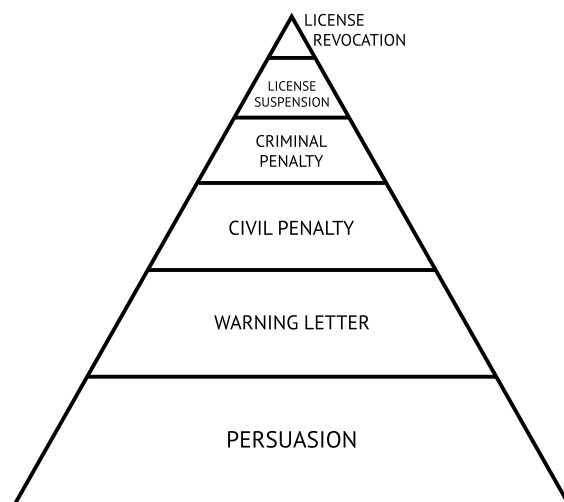 LICENSE
REVOCATION
LICENSE
SUSPENSION
CRIMINAL
PENALTY
CIVIL PENALTY
WARNING LETTER
PERSUASION